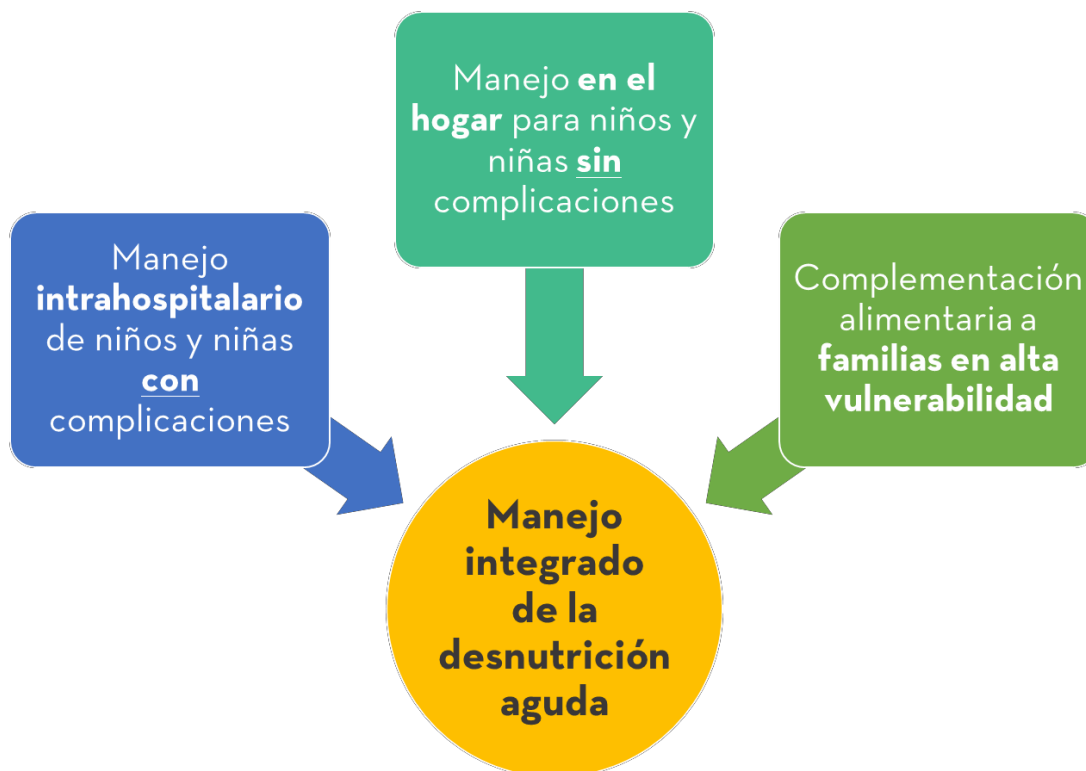 Manejo
intrahospitalario
de niños y niñas
con
complicaciones
Manejo en el
hogar para niños y
niñas sin
complicaciones
Complementación
alimentaria a
familias en alta
vulnerabilidad
Manejo
integrado
de la
desnutrición
aguda